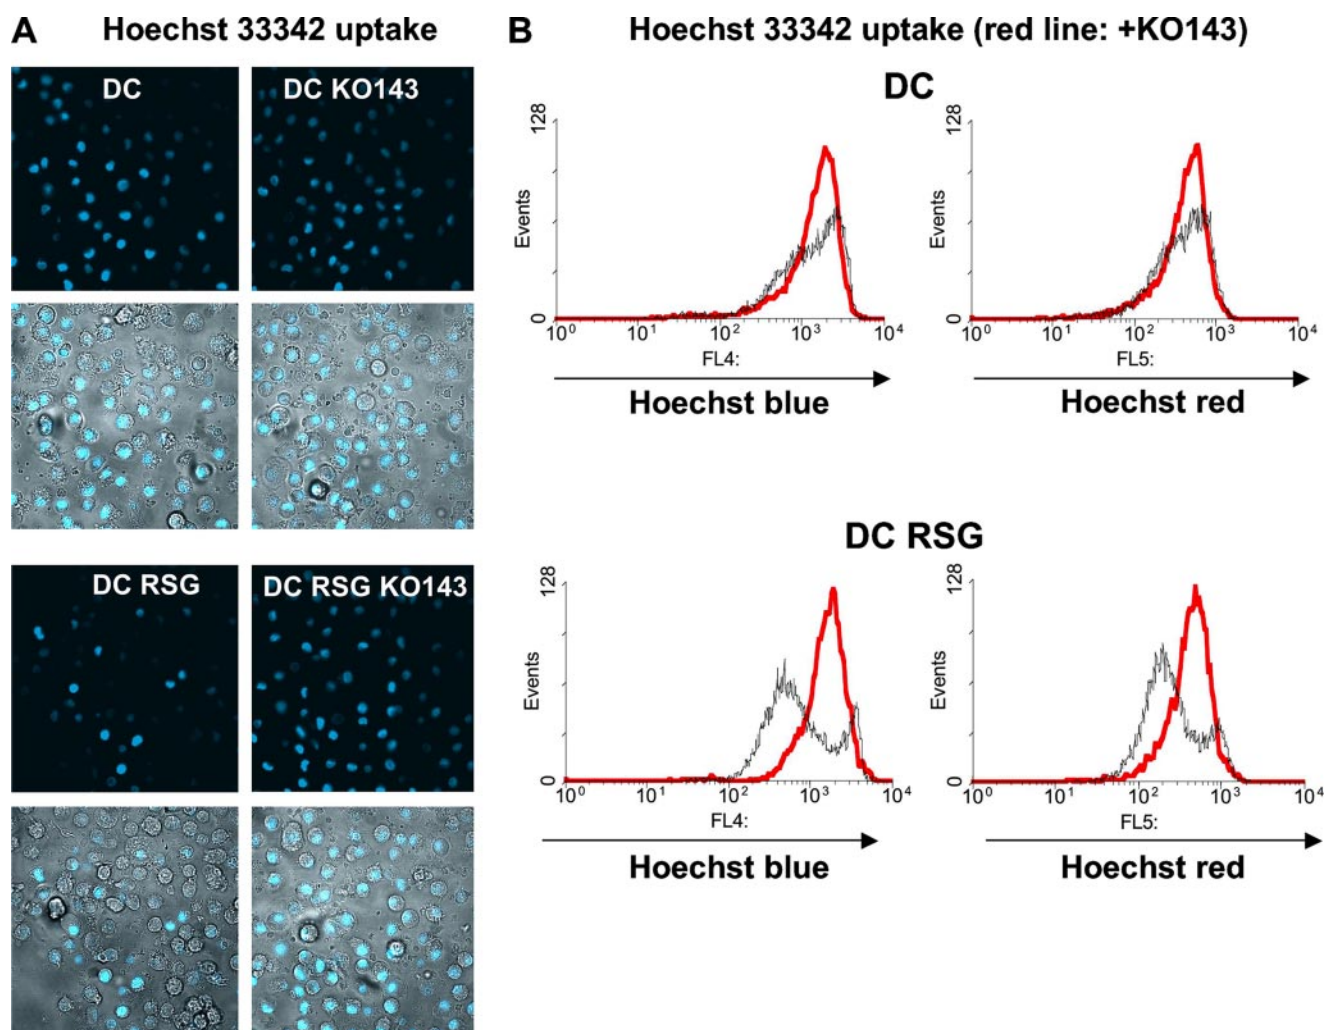 A Hoechst 33342 uptake
DC
DC KO143
DC RSG
DC RSG KO143
B Hoechst 33342 uptake (red line: +KO143)
DC
128
Events
0
10⁰ 10¹ 10² 10³ 10⁴
FL4:
Hoechst blue
128
Events
0
10⁰ 10¹ 10² 10³ 10⁴
FL5:
Hoechst red
DC RSG
128
Events
0
10⁰ 10¹ 10² 10³ 10⁴
FL4:
Hoechst blue
128
Events
0
10⁰ 10¹ 10² 10³ 10⁴
FL5:
Hoechst red